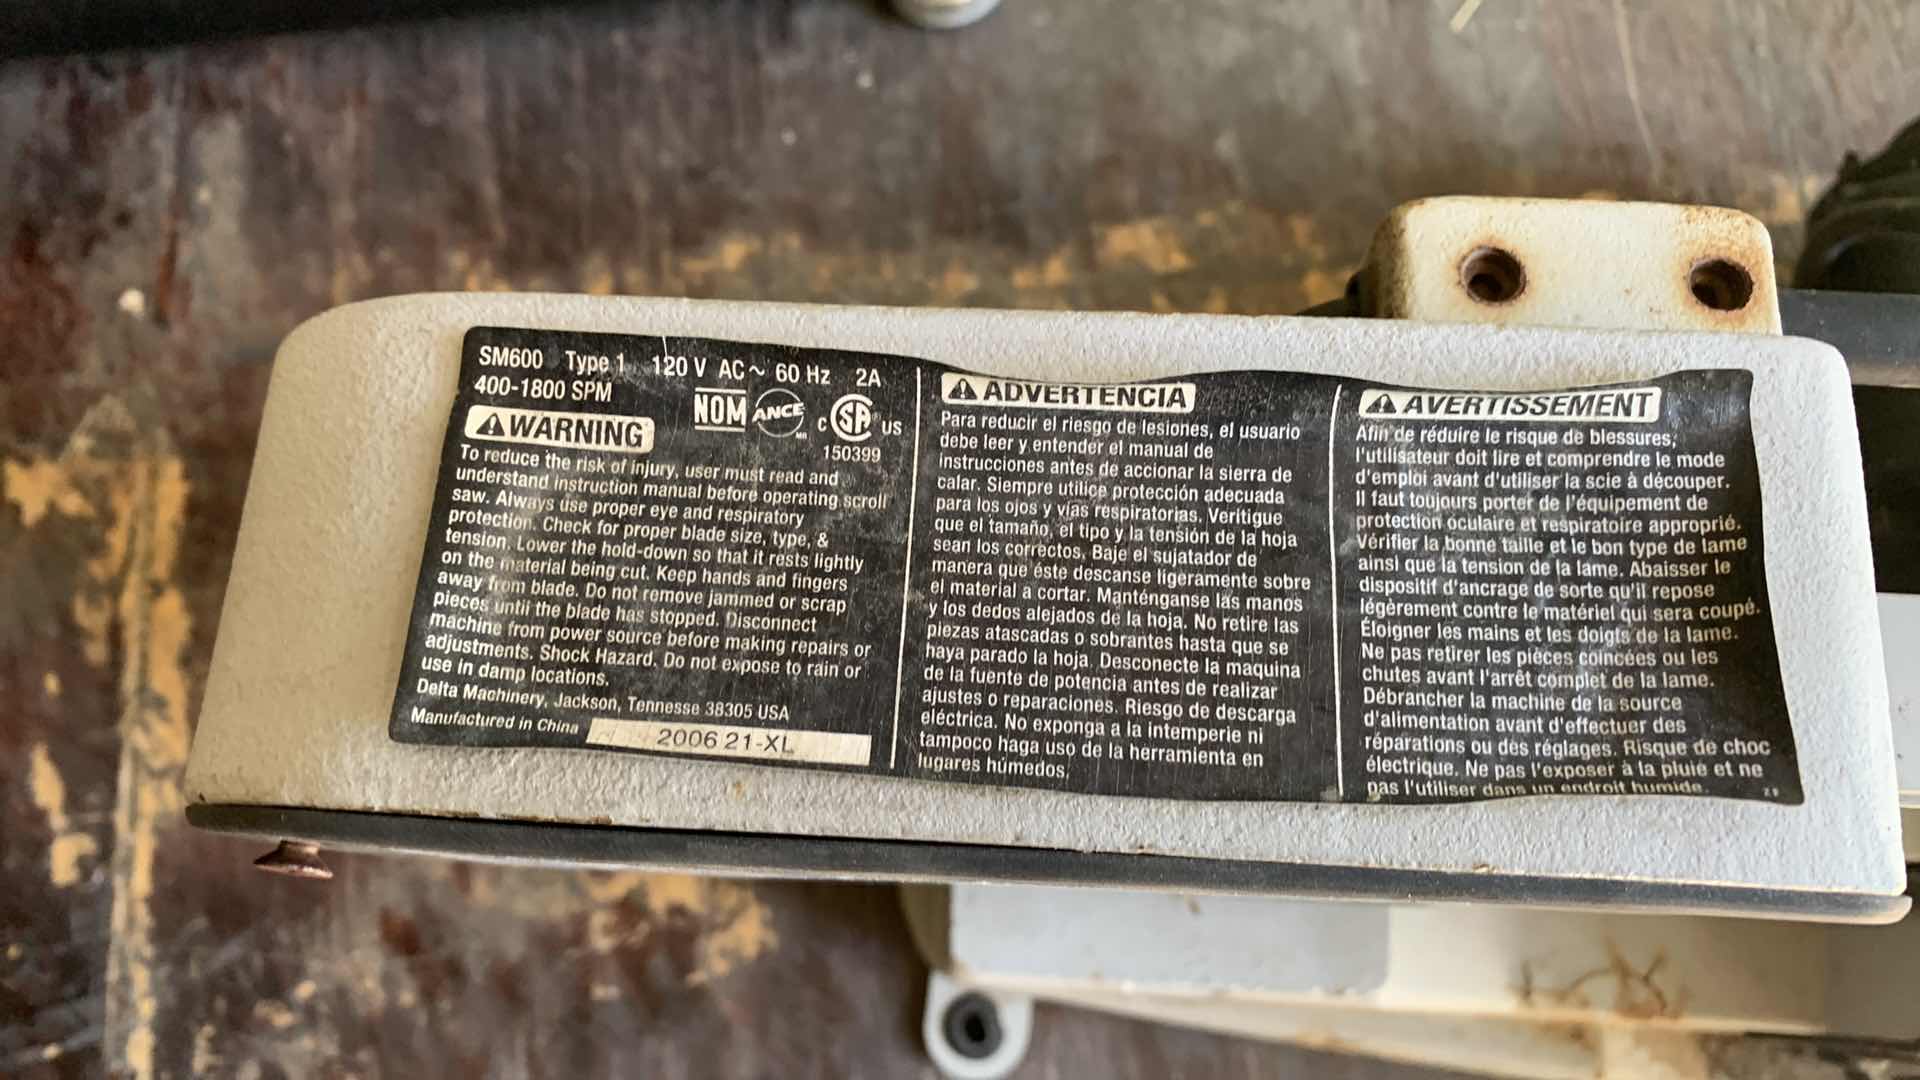 SM600 Type 1 120 V AC~ 60 Hz 2A
400-1800 SPM
NOM ANCE MR C SA US
150399
WARNING
To reduce the risk of injury, user must read and
understand instruction manual before operating scroll
saw. Always use proper eye and respiratory
protection. Check for proper blade size, type, &
tension. Lower the hold-down so that it rests lightly
on the material being cut. Keep hands and fingers
away from blade. Do not remove jammed or scrap
pieces until the blade has stopped. Disconnect
machine from power source before making repairs or
adjustments. Shock Hazard. Do not expose to rain or
use in damp locations.
Delta Machinery, Jackson, Tennesse 38305 USA
Manufactured in China
2006 21-XL
ADVERTENCIA
Para reducir el riesgo de lesiones, el usuario
debe leer y entender el manual de
instrucciones antes de accionar la sierra de
calar. Siempre utilice protección adecuada
para los ojos y vías respiratorias. Veritigue
que el tamaño, el tipo y la tensión de la hoja
sean los correctos, Baje el sujatador de
manera que éste descanse ligeramente sobre
el material a cortar. Manténganse las manos
y los dedos alejados de la hoja. No retire las
piezas atascadas o sobrantes hasta que se
haya parado la hoja. Desconecte la maquina
de la fuente de potencia antes de realizar
ajustes o reparaciones. Riesgo de descarga
eléctrica. No exponga a la intemperie ni
tampoco haga uso de la herramienta en
lugares húmedos.
AVERTISSEMENT
Afin de réduire le risque de blessures,
l'utilisateur doit lire et comprendre le mode
d'emploi avant d'utiliser la scie à découper.
Il faut toujours porter de l'équipement de
protection oculaire et respiratoire approprié.
Vérifler la bonne taille et le bon type de lame
ainsi que la tension de la lame. Abaisser le
dispositif d'ancrage de sorte qu'il repose
légèrement contre le matériel qui sera coupé.
Éloigner les mains et les doigts de la lame.
Ne pas retirer les pièces coincées ou les
chutes avant l'arrêt complet de la lame.
Débrancher la machine de la source
d'alimentation avant d'effectuer des
réparations ou des réglages. Risque de choc
électrique. Ne pas l'exposer à la pluie et ne
pas l'utiliser dans un endroit humide.